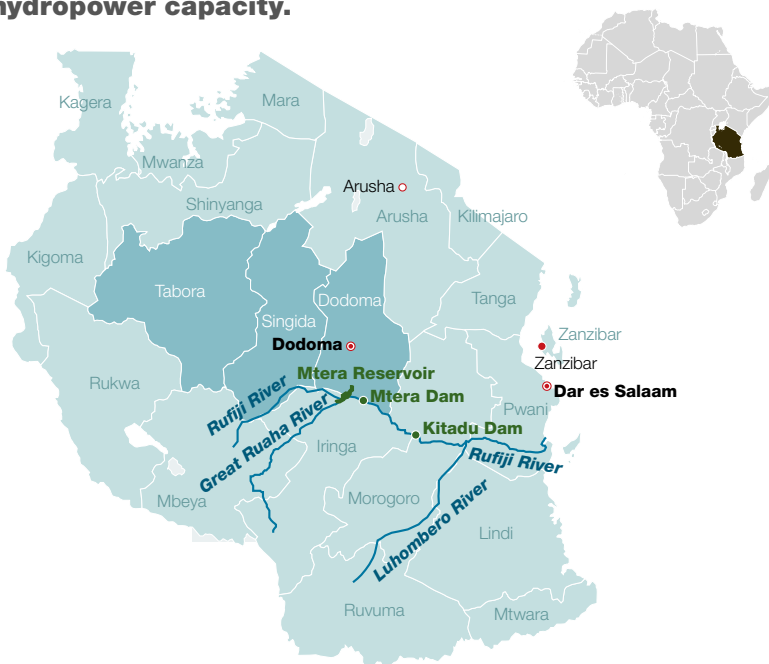 hydropower capacity.
Kagera
Mara
Mwanza
Arusha
Shinyanga
Arusha
Kilimajaro
Kigoma
Tabora
Dodoma
Tanga
Singida
Zanzibar
Dodoma
Zanzibar
Mtera Reservoir
Rukwa
Dar es Salaam
Mtera Dam
Pwani
Rufiji River
Great Ruaha River
Kitadu Dam
Iringa
Rufiji River
Mbeya
Morogoro
Luhombero River
Lindi
Ruvuma
Mtwara